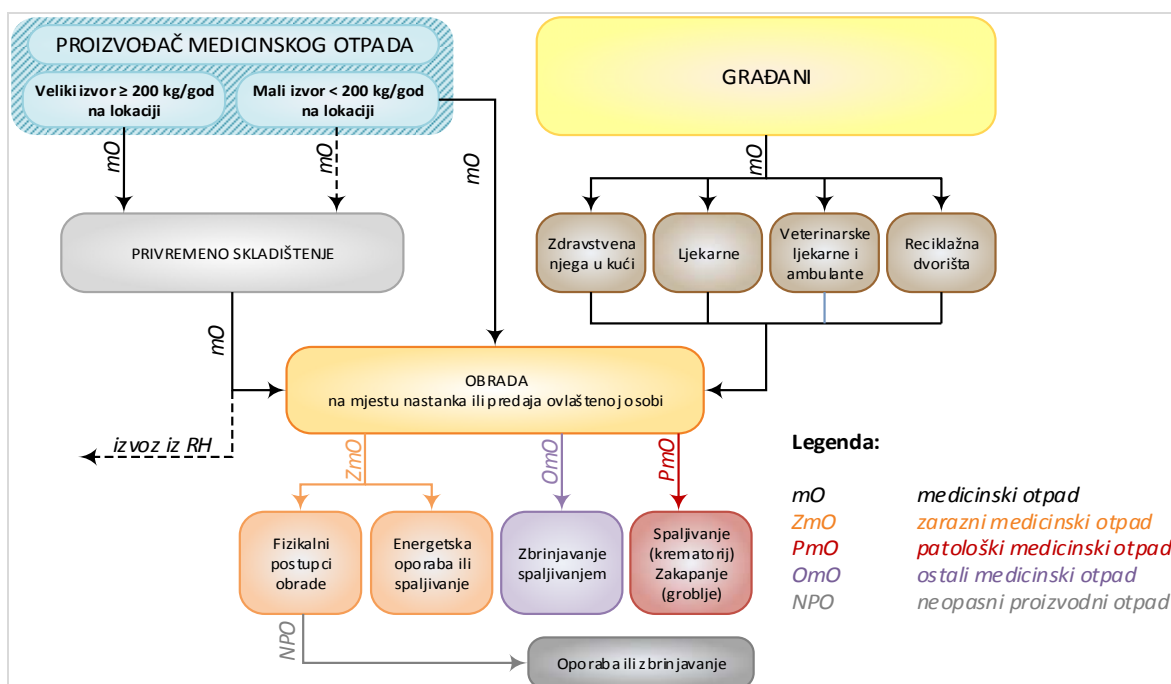 PROIZVOĐAČ MEDICINSKOG OTPADA
Veliki izvor ≥ 200 kg/god
na lokaciji
Mali izvor < 200 kg/god
na lokaciji
GRAĐANI
mO
mO
mO
mO
PRIVREMENO SKLADIŠTENJE
Zdravstvena
njega u kući
Ljekarne
Veterinarske
ljekarne i
ambulante
Reciklažna
dvorišta
mO
OBRADA
na mjestu nastanka ili predaja ovlaštenoj osobi
izvoz iz RH
ZmO
OmO
PmO
Fizikalni
postupci
obrade
Energetska
oporaba ili
spaljivanje
Zbrinjavanje
spaljivanjem
Spaljivanje
(krematorij)
Zakapanje
(groblje)
NPO
Oporaba ili zbrinjavanje
Legenda:
mO medicinski otpad
ZmO zarazni medicinski otpad
PmO patološki medicinski otpad
OmO ostali medicinski otpad
NPO neopasni proizvodni otpad